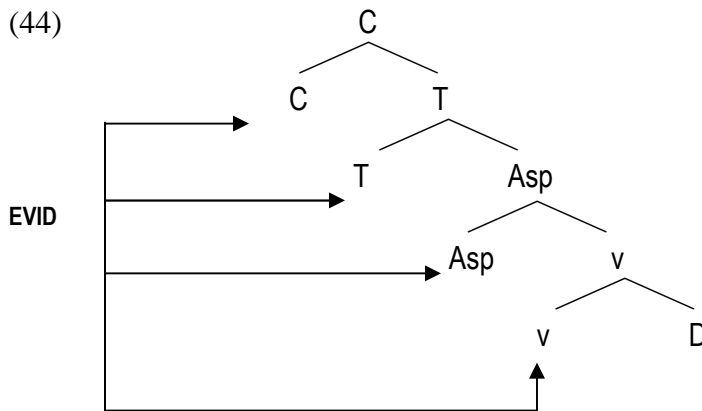 (44)
C
C T
T Asp
EVID
Asp v
v D